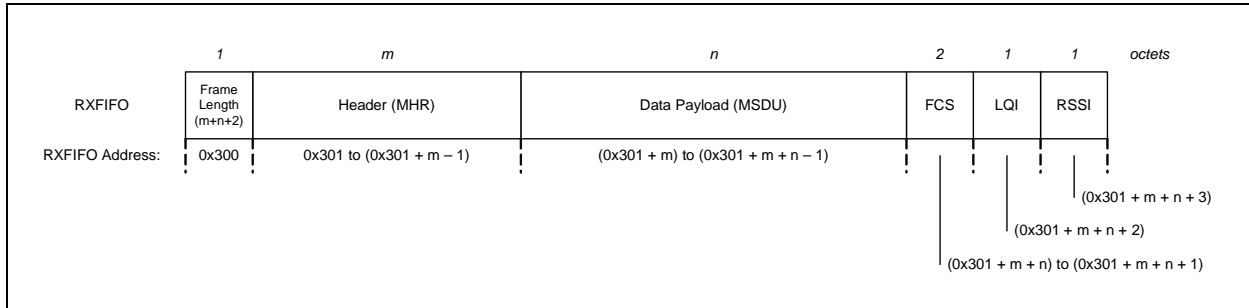 1 m n 2 1 1 octets
RXFIFO
Frame
Length
(m+n+2)
Header (MHR)
Data Payload (MSDU)
FCS
LQI
RSSI
RXFIFO Address:
0x300
0x301 to (0x301 + m – 1)
(0x301 + m) to (0x301 + m + n – 1)
(0x301 + m + n + 3)
(0x301 + m + n + 2)
(0x301 + m + n) to (0x301 + m + n + 1)